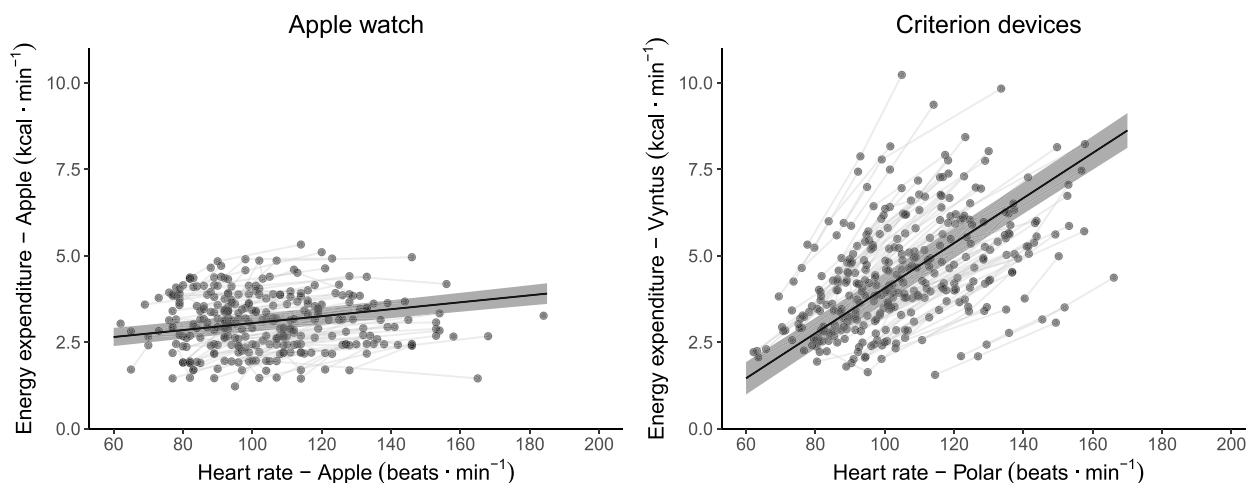 Apple watch
Energy expenditure − Apple (kcal · min⁻¹)
10.0
7.5
5.0
2.5
0.0
60 80 100 120 140 160 180 200
Heart rate − Apple (beats · min⁻¹)
Criterion devices
Energy expenditure − Vyntus (kcal · min⁻¹)
10.0
7.5
5.0
2.5
0.0
60 80 100 120 140 160 180 200
Heart rate − Polar (beats · min⁻¹)